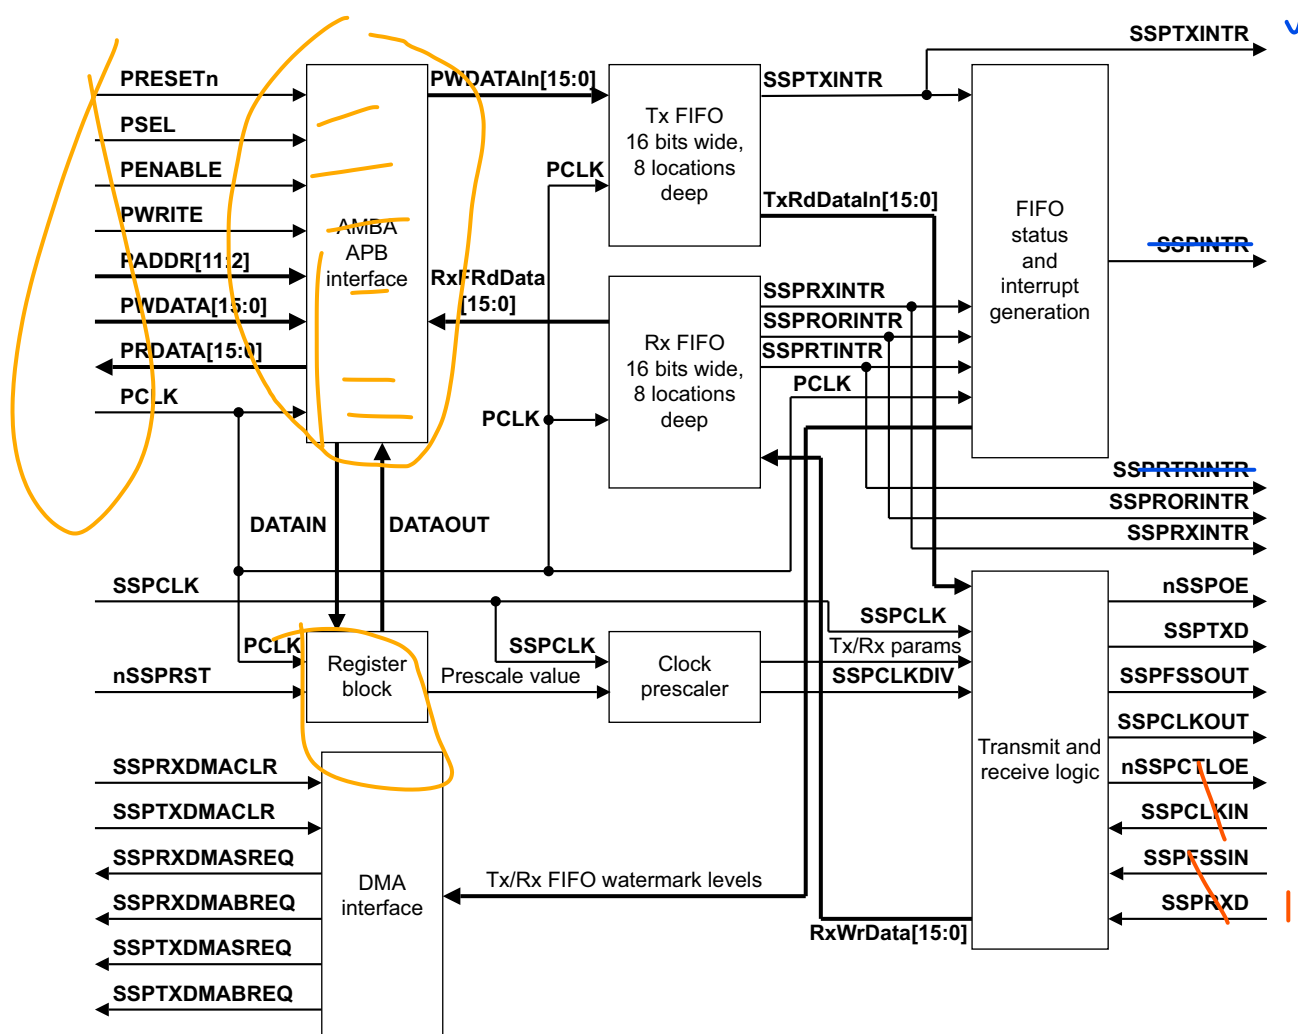 SSPTXINTR
PRESETn
PSEL
PENABLE
PWRITE
PADDR[11:2]
PWDATA[15:0]
PRDATA[15:0]
PCLK
AMBA
APB
interface
PWDATAIn[15:0]
RxFRdData
[15:0]
PCLK
PCLK
Tx FIFO
16 bits wide,
8 locations
deep
Rx FIFO
16 bits wide,
8 locations
deep
SSPTXINTR
TxRdDataIn[15:0]
SSPRXINTR
SSPRORINTR
SSPRTINTR
PCLK
FIFO
status
and
interrupt
generation
SSPINTR
SSPRTRINTR
SSPRORINTR
SSPRXINTR
DATAIN
DATAOUT
SSPCLK
PCLK
nSSPRST
Register
block
SSPCLK
Prescale value
Clock
prescaler
SSPCLK
Tx/Rx params
SSPCLKDIV
Transmit and
receive logic
nSSPOE
SSPTXD
SSPFSSOUT
SSPCLKOUT
nSSPCTLOE
SSPCLKIN
SSPFSSIN
SSPRXD
SSPRXDMACLR
SSPTXDMACLR
SSPRXDMASREQ
SSPRXDMABREQ
SSPTXDMASREQ
SSPTXDMABREQ
DMA
interface
Tx/Rx FIFO watermark levels
RxWrData[15:0]